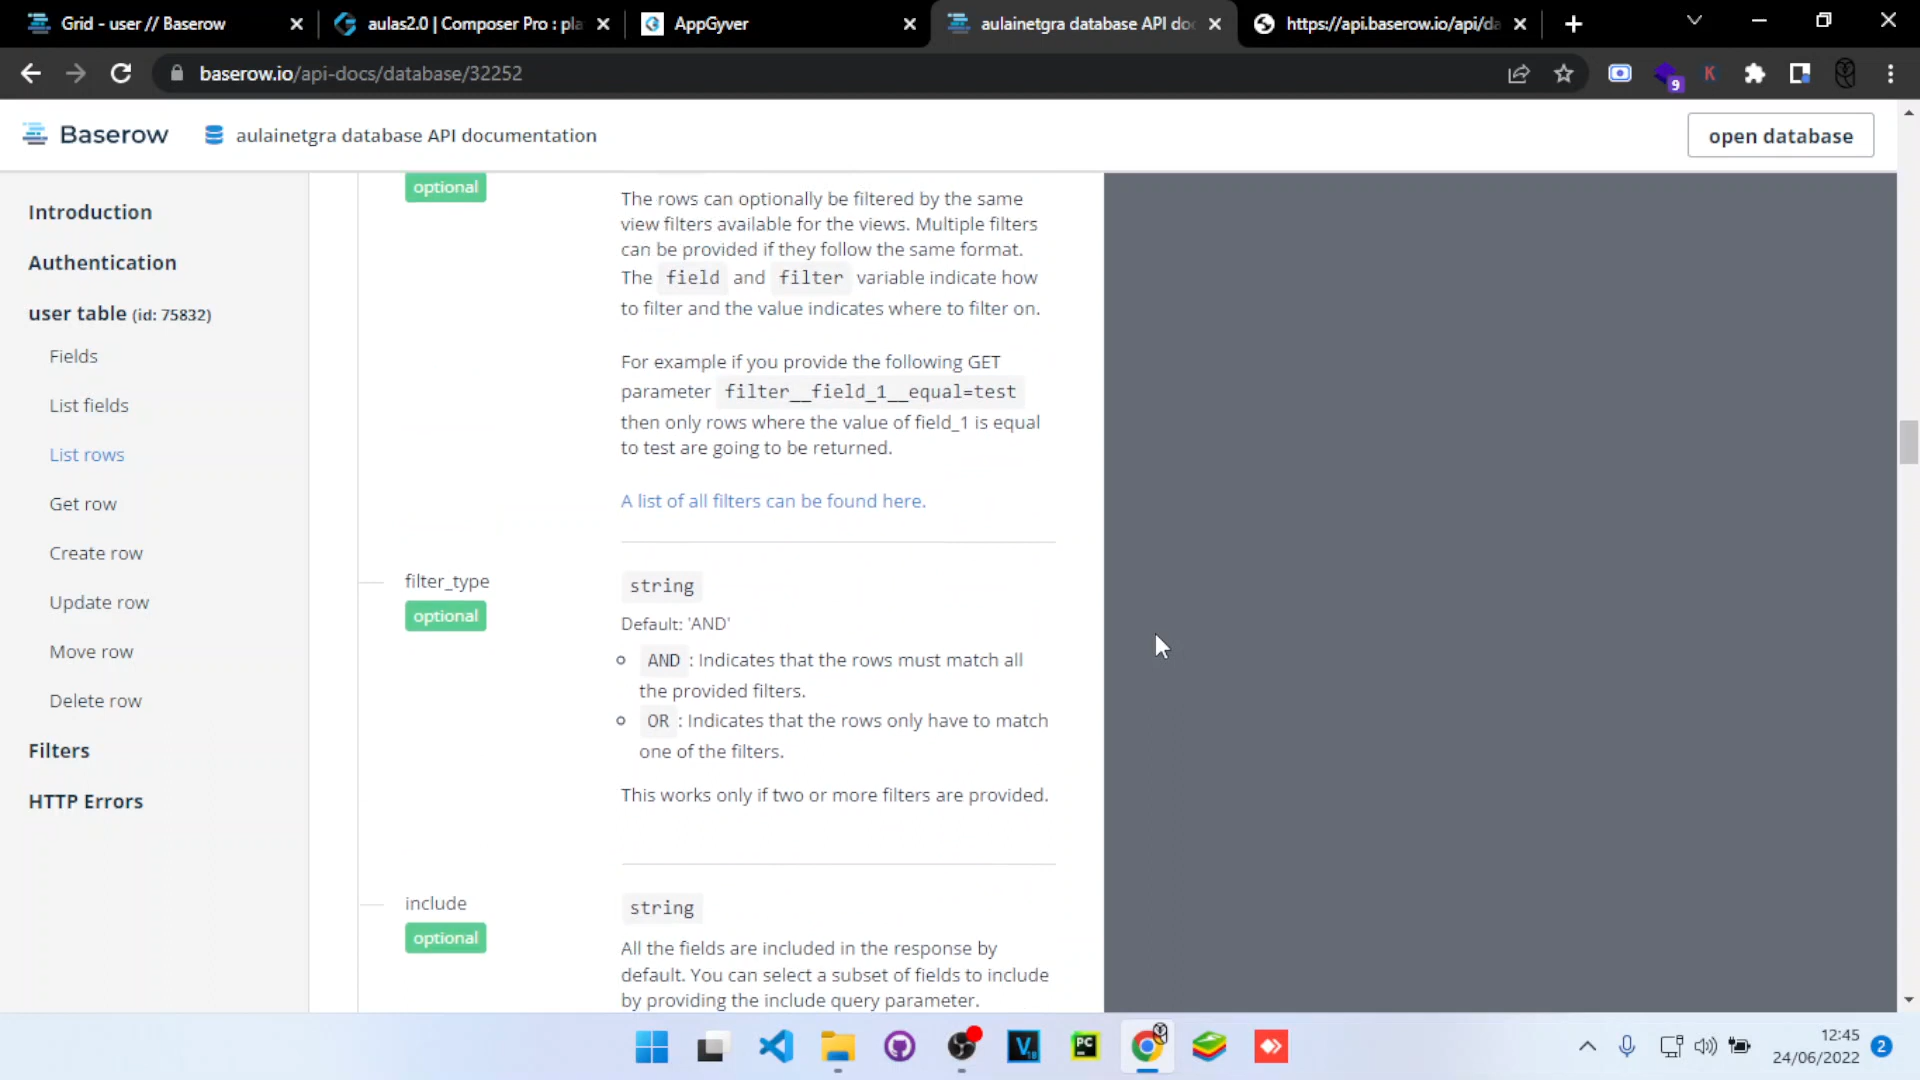 Grid - user // Baserow
aulas2.0 | Composer Pro : pla
AppGyver
aulainetgra database API doc
https://api.baserow.io/api/da
baserow.io/api-docs/database/32252
K
9
Baserow
aulainetgra database API documentation
open database
Introduction
Authentication
user table (id: 75832)
Fields
List fields
List rows
Get row
Create row
Update row
Move row
Delete row
Filters
HTTP Errors
optional
The rows can optionally be filtered by the same
view filters available for the views. Multiple filters
can be provided if they follow the same format.
The field and filter variable indicate how
to filter and the value indicates where to filter on.
For example if you provide the following GET
parameter filter__field_1__equal=test
then only rows where the value of field_1 is equal
to test are going to be returned.
A list of all filters can be found here.
filter_type
optional
string
Default: 'AND'
AND : Indicates that the rows must match all
the provided filters.
OR : Indicates that the rows only have to match
one of the filters.
This works only if two or more filters are provided.
include
optional
string
All the fields are included in the response by
default. You can select a subset of fields to include
by providing the include query parameter.
V
PC
12:45
24/06/2022
2